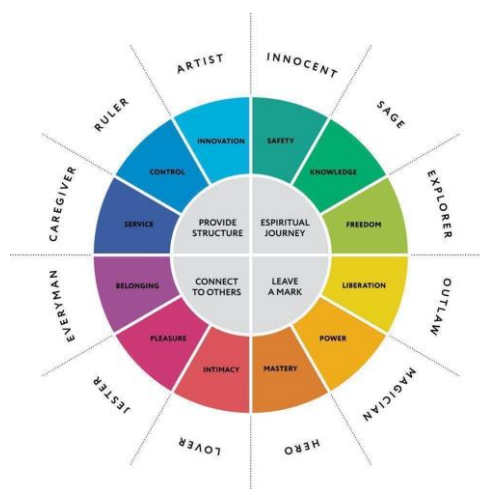 ARTIST
INNOCENT
SAGE
EXPLORER
OUTLAW
MAGICIAN
HERO
LOVER
JESTER
EVERYMAN
CAREGIVER
RULER
INNOVATION
SAFETY
KNOWLEDGE
FREEDOM
LIBERATION
POWER
MASTERY
INTIMACY
PLEASURE
BELONGING
SERVICE
CONTROL
PROVIDE
STRUCTURE
ESPIRITUAL
JOURNEY
CONNECT
TO OTHERS
LEAVE
A MARK